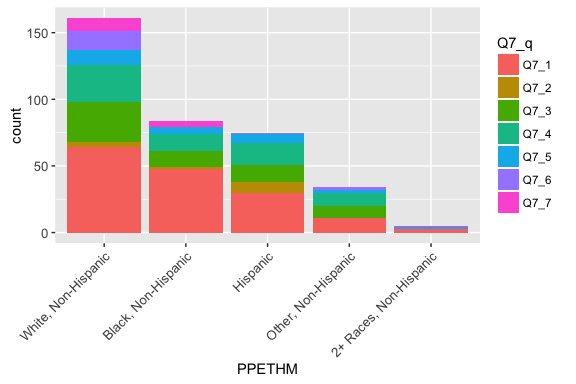 150
100
50
0
count
White, Non-Hispanic
Black, Non-Hispanic
Hispanic
Other, Non-Hispanic
2+ Races, Non-Hispanic
PPETHM
Q7_q
Q7_1
Q7_2
Q7_3
Q7_4
Q7_5
Q7_6
Q7_7